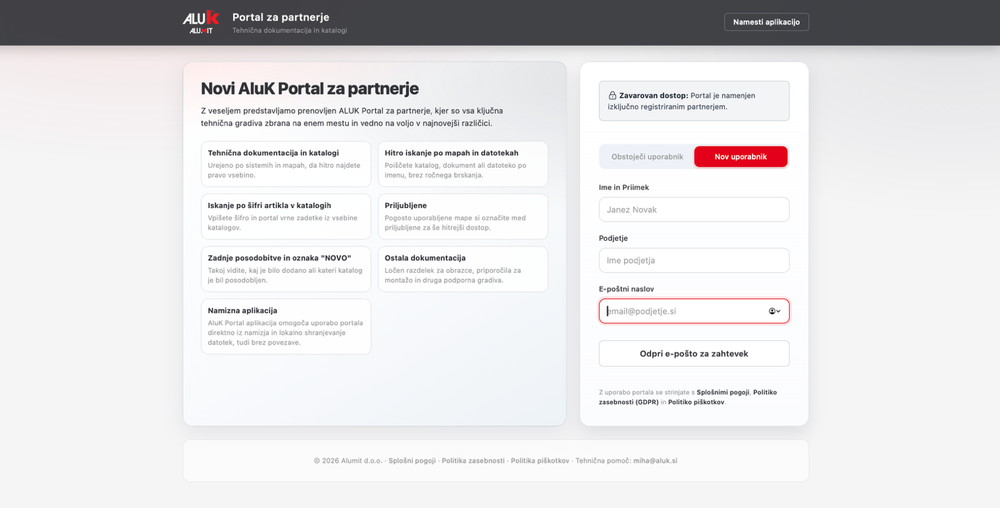 ALUK
ALUMIT
Portal za partnerje
Tehnična dokumentacija in katalogi
Namesti aplikacijo
Novi AluK Portal za partnerje
Z veseljem predstavljamo prenovljen ALUK Portal za partnerje, kjer so vsa ključna
tehnična gradiva zbrana na enem mestu in vedno na voljo v najnovejši različici.
Tehnična dokumentacija in katalogi
Urejeno po sistemih in mapah, da hitro najdete
pravo vsebino.
Hitro iskanje po mapah in datotekah
Poiščete katalog, dokument ali datoteko po
imenu, brez ročnega brskanja.
Iskanje po šifri artikla v katalogih
Vpišete šifro in portal vrne zadetke iz vsebine
katalogov.
Priljubljene
Pogosto uporabljene mape si označite med
priljubljene za še hitrejši dostop.
Zadnje posodobitve in oznaka "NOVO"
Takoj vidite, kaj je bilo dodano ali kateri katalog
je bil posodobljen.
Ostala dokumentacija
Ločen razdelek za obrazce, priporočila za
montažo in druga podporna gradiva.
Namizna aplikacija
AluK Portal aplikacija omogoča uporabo portala
direktno iz namizja in lokalno shranjevanje
datotek, tudi brez povezave.
Zavarovan dostop: Portal je namenjen
izključno registriranim partnerjem.
Obstoječi uporabnik
Nov uporabnik
Ime in Priimek
Janez Novak
Podjetje
Ime podjetja
E-poštni naslov
email@podjetje.si
Odpri e-pošto za zahtevek
Z uporabo portala se strinjate s Splošnimi pogoji, Politiko
zasebnosti (GDPR) in Politiko piškotkov.
© 2026 Alumit d.o.o. · Splošni pogoji · Politika zasebnosti · Politika piškotkov · Tehnična pomoč: miha@aluk.si